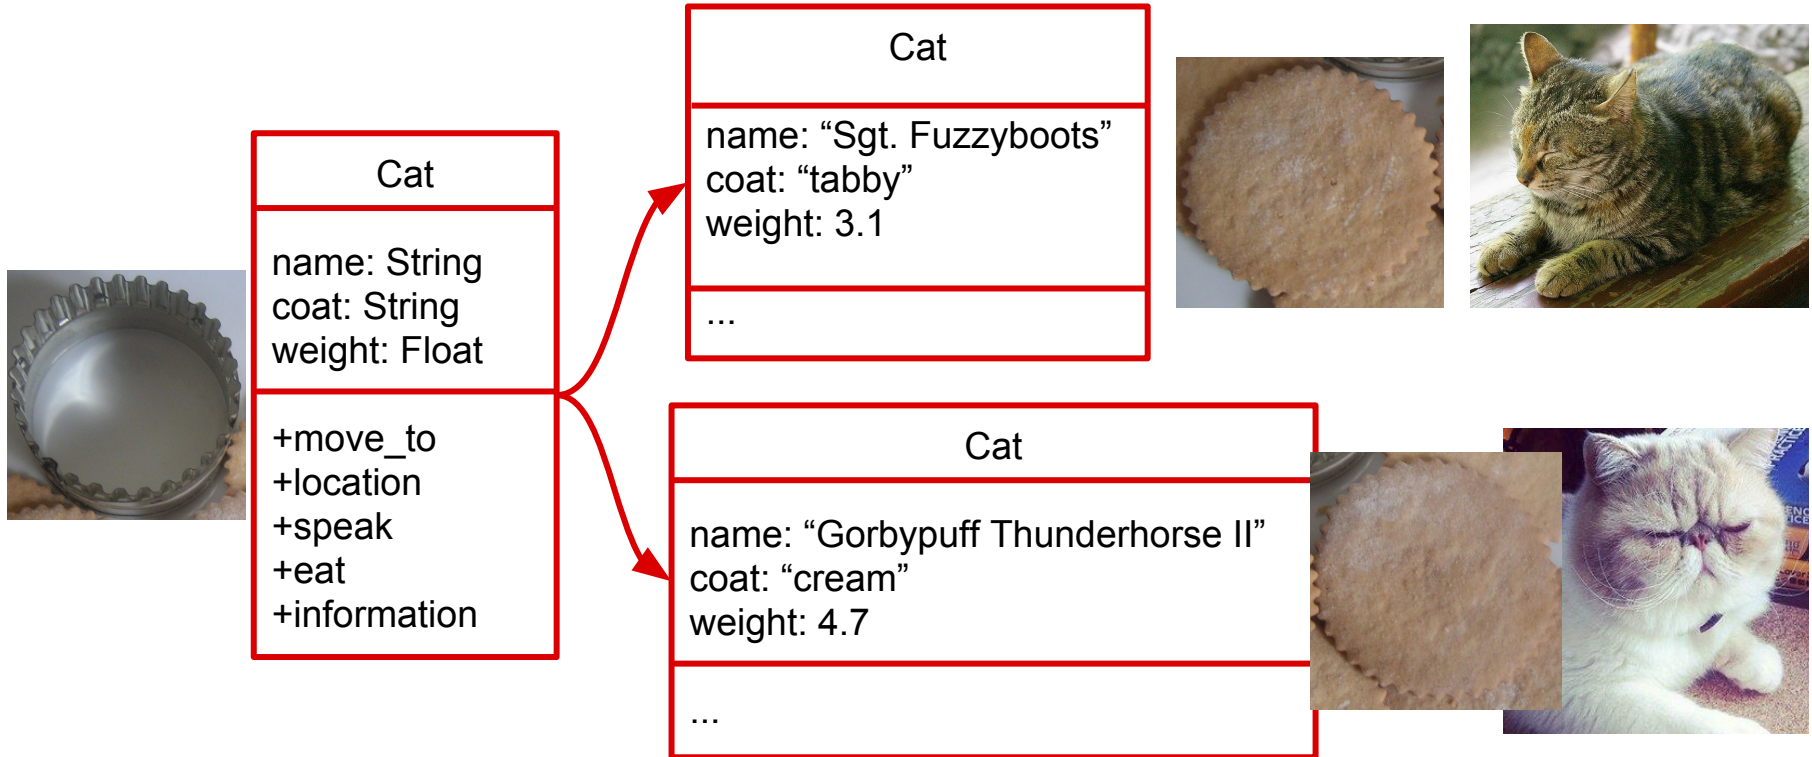 Cat
name: String
coat: String
weight: Float
+move_to
+location
+speak
+eat
+information
Cat
name: “Sgt. Fuzzyboots”
coat: “tabby”
weight: 3.1
...
Cat
name: “Gorbypuff Thunderhorse II”
coat: “cream”
weight: 4.7
...